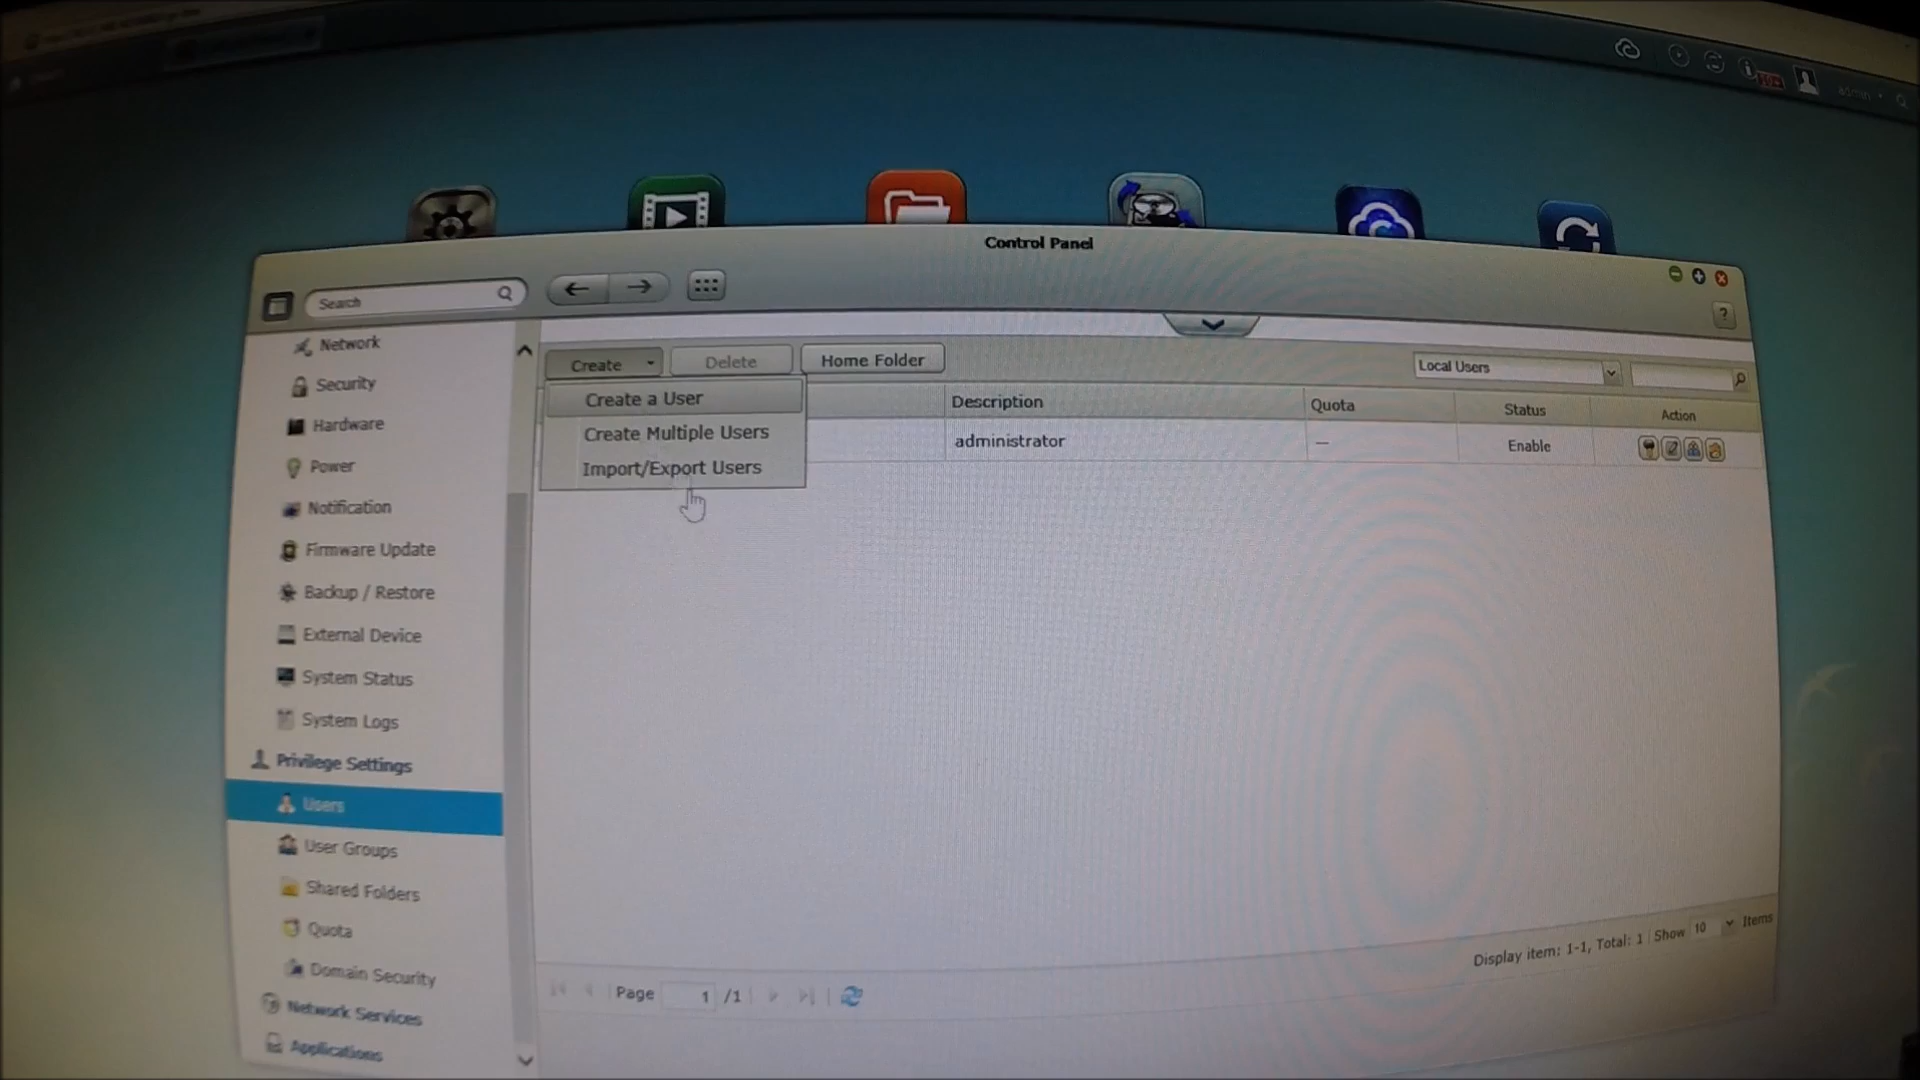 admin
Control Panel
Search
?
Network
Security
Hardware
Power
Notification
Firmware Update
Backup / Restore
External Device
System Status
System Logs
Privilege Settings
Users
User Groups
Shared Folders
Quota
Domain Security
Network Services
Applications
Create Delete Home Folder Local Users
Create a User
Create Multiple Users
Import/Export Users
Description Quota Status Action
administrator — Enable
Page 1 /1
Display item: 1-1, Total: 1 | Show 10 Items